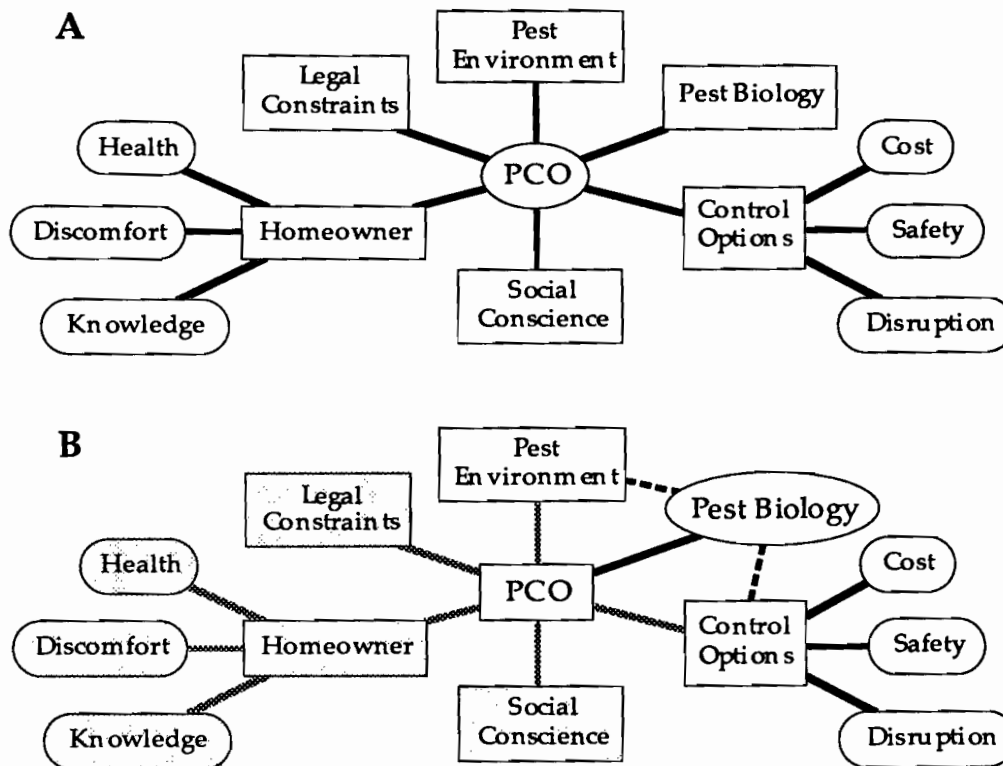 A
Pest
Environment
Legal
Constraints
Pest Biology
Health
Cost
PCO
Discomfort
Homeowner
Control
Options
Safety
Knowledge
Social
Conscience
Disruption
B
Pest
Environment
Legal
Constraints
Pest Biology
Health
Cost
PCO
Discomfort
Homeowner
Control
Options
Safety
Knowledge
Social
Conscience
Disruption